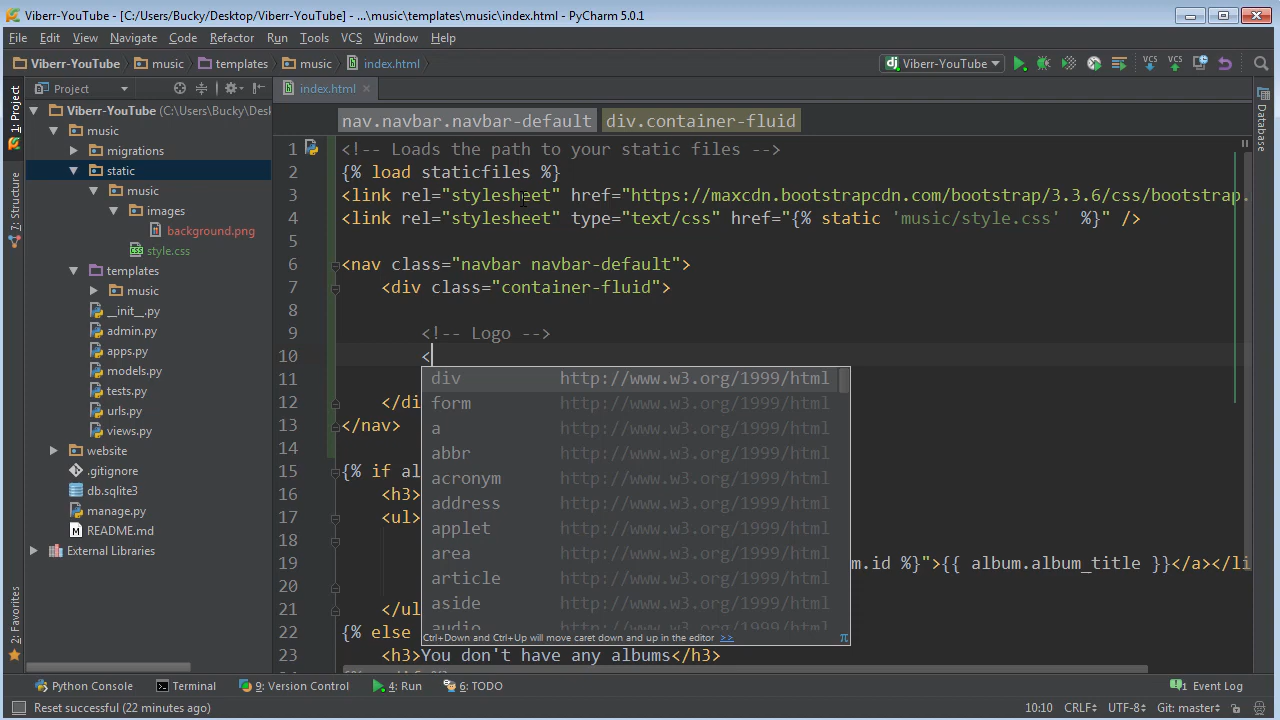 Viberr-YouTube [C:\Users\Bucky\Desktop\Viberr-YouTube] - ...\music\templates\music\index.html - PyCharm 5.0.1
File Edit View Navigate Code Refactor Run Tools VCS Window Help
Viberr-YouTube music templates music index.html dj Viberr-YouTube VCS VCS
Project index.html
nav.navbar.navbar-default div.container-fluid
1: Project
7: Structure
2: Favorites
Database
Viberr-YouTube (C:\Users\Bucky\Des
music
migrations
static
music
images
background.png
style.css
templates
music
__init__.py
admin.py
apps.py
models.py
tests.py
urls.py
views.py
website
.gitignore
db.sqlite3
manage.py
README.md
External Libraries
1 <!-- Loads the path to your static files -->
2 {% load staticfiles %}
3 <link rel="stylesheet" href="https://maxcdn.bootstrapcdn.com/bootstrap/3.3.6/css/bootstrap.
4 <link rel="stylesheet" type="text/css" href="{% static 'music/style.css' %}" />
5
6 <nav class="navbar navbar-default">
7 <div class="container-fluid">
8
9 <!-- Logo -->
10 <
11
12 </di
13 </nav>
14
15 {% if al
16 <h3>
17 <ul>
18
19 m.id %}">{{ album.album_title }}</a></li
20
21 </ul
22 {% else
23 <h3>You don't have any albums</h3>
div http://www.w3.org/1999/html
form http://www.w3.org/1999/html
a http://www.w3.org/1999/html
abbr http://www.w3.org/1999/html
acronym http://www.w3.org/1999/html
address http://www.w3.org/1999/html
applet http://www.w3.org/1999/html
area http://www.w3.org/1999/html
article http://www.w3.org/1999/html
aside http://www.w3.org/1999/html
audio http://www.w3.org/1999/html
Ctrl+Down and Ctrl+Up will move caret down and up in the editor >> π
Python Console Terminal 9: Version Control 4: Run 6: TODO 1 Event Log
Reset successful (22 minutes ago) 10:10 CRLF UTF-8 Git: master